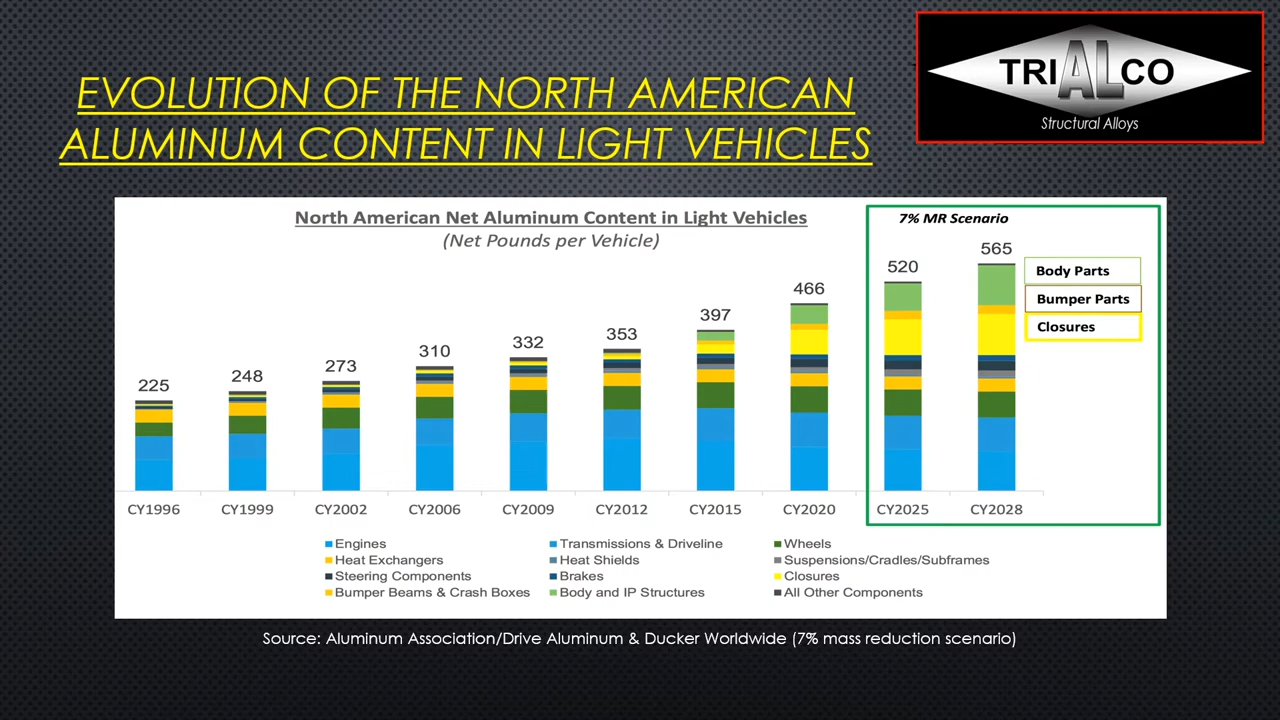 EVOLUTION OF THE NORTH AMERICAN
ALUMINUM CONTENT IN LIGHT VEHICLES
TRIALCO
Structural Alloys
North American Net Aluminum Content in Light Vehicles
(Net Pounds per Vehicle)
7% MR Scenario
225
248
273
310
332
353
397
466
520
565
Body Parts
Bumper Parts
Closures
CY1996 CY1999 CY2002 CY2006 CY2009 CY2012 CY2015 CY2020 CY2025 CY2028
Engines Transmissions & Driveline Wheels
Heat Exchangers Heat Shields Suspensions/Cradles/Subframes
Steering Components Brakes Closures
Bumper Beams & Crash Boxes Body and IP Structures All Other Components
Source: Aluminum Association/Drive Aluminum & Ducker Worldwide (7% mass reduction scenario)